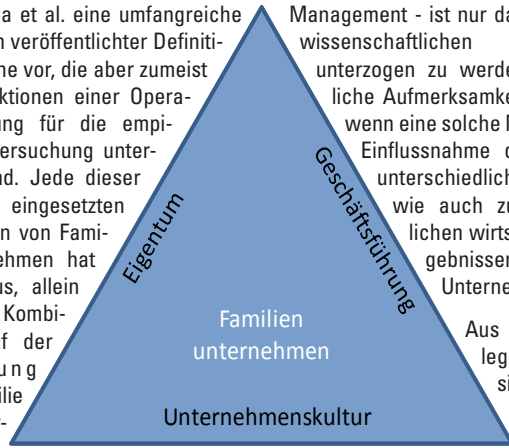 a et al. eine umfangreiche
veröffentlichter Definiti-
he vor, die aber zumeist
ktionen einer Opera-
ung für die empi-
ersuchung unter-
nd. Jede dieser
eingesetzten
en von Fami-
ehmen hat
us, allein
Kombi-
f der
ung
ilie
r-
Management - ist nur da
wissenschaftlichen
unterzogen zu werde
liche Aufmerksamke
wenn eine solche
Einflussnahme
unterschiedlich
wie auch zu
lichen wirts
gebnissen
Unterne
Aus
leg
si
Eigentum
Geschäftsführung
Familien
unternehmen
Unternehmenskultur